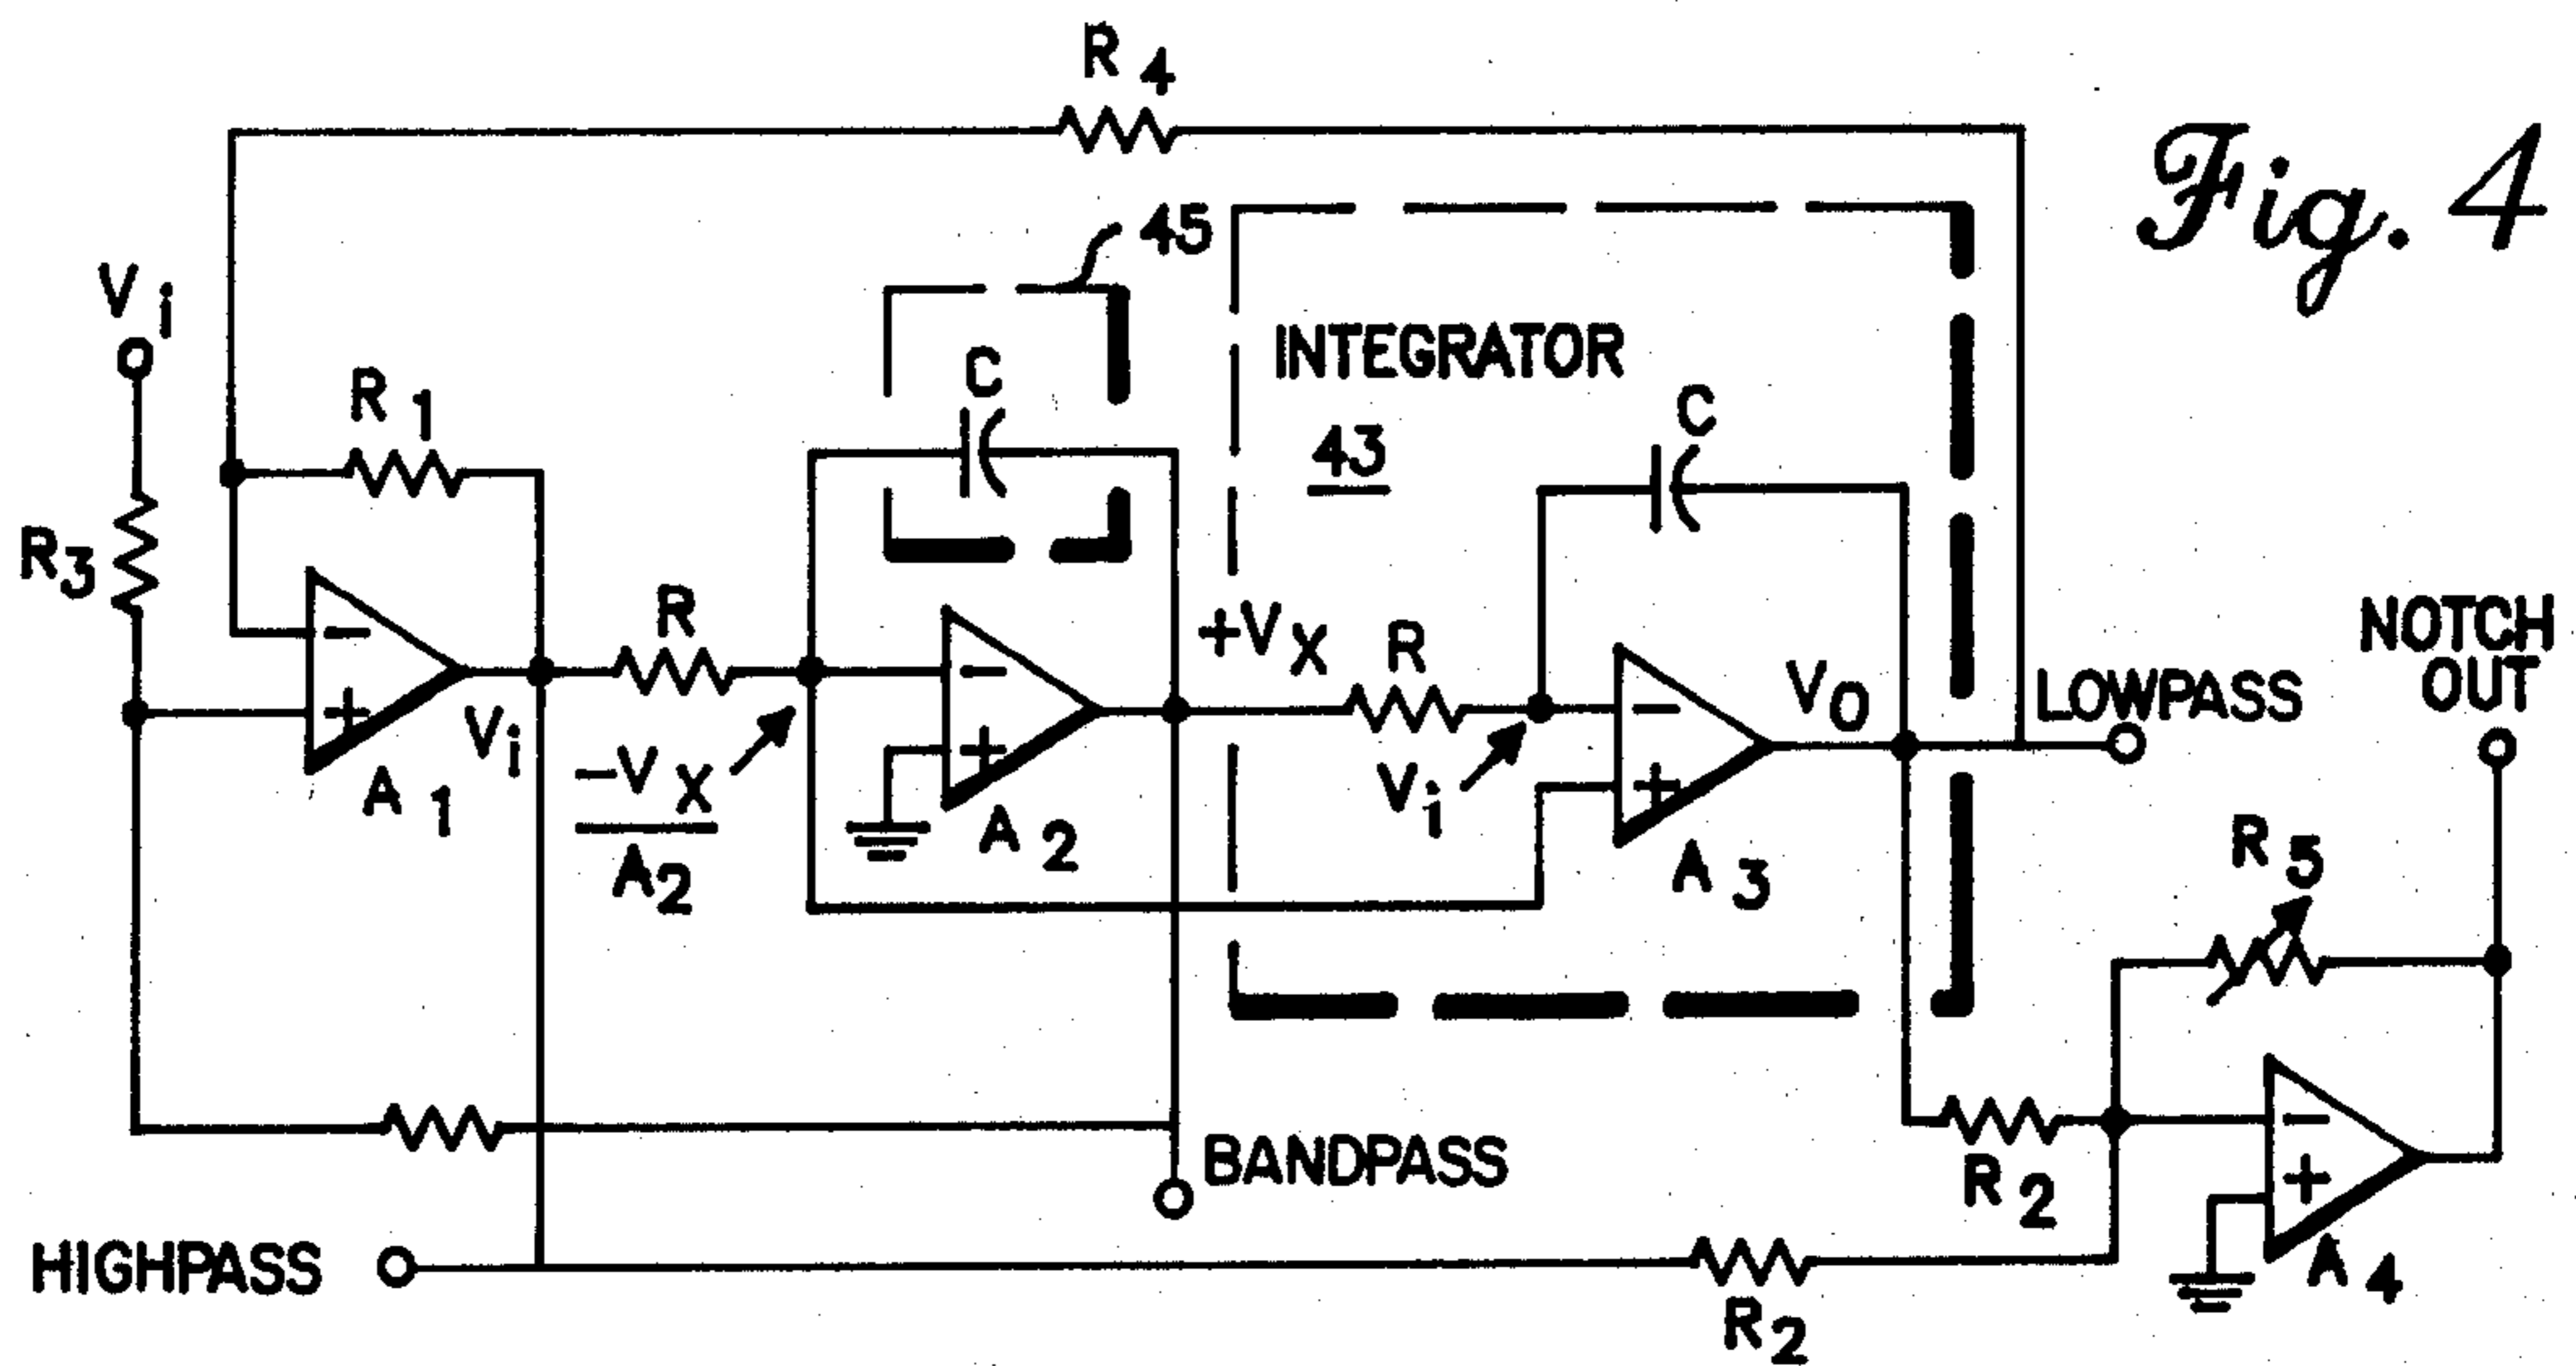 R4
Fig. 4
45
Vi
INTEGRATOR
43
C
C
R1
R3
R
+VX
R
VO
LOWPASS
NOTCH
OUT
Vi
-VX
A2
Vi
A1
A2
A3
R5
BANDPASS
R2
HIGHPASS
R2
A4
-
+
-
+
-
+
-
+